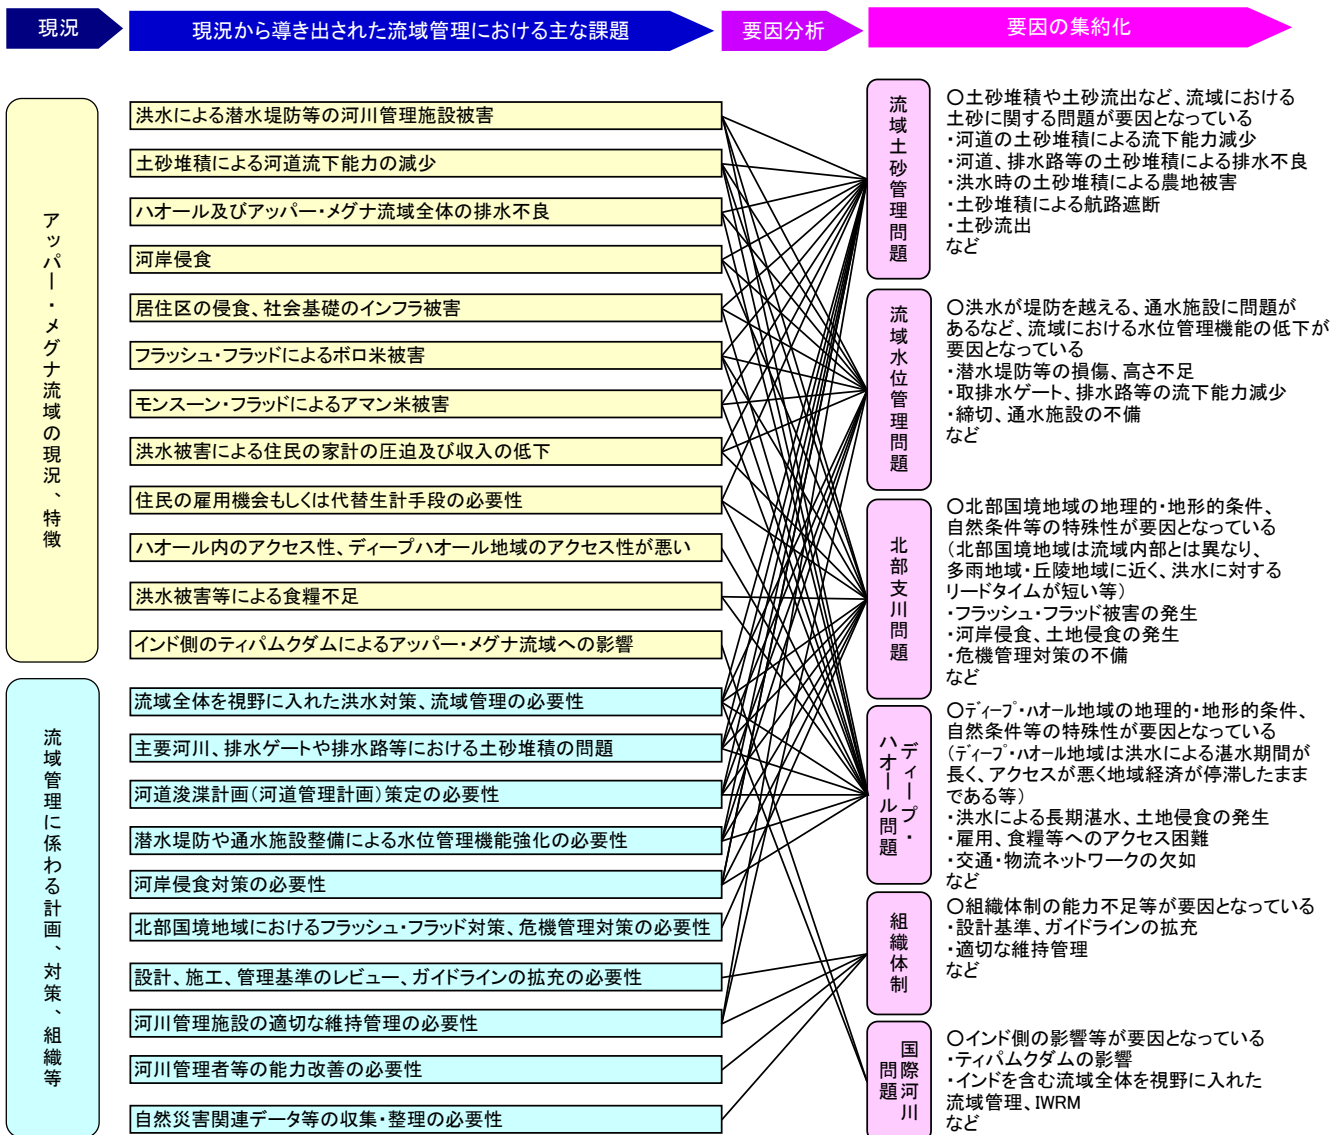 現況
現況から導き出された流域管理における主な課題
要因分析
要因の集約化
アッパー・メグナ流域の現況、特徴
洪水による潜水堤防等の河川管理施設被害
土砂堆積による河道流下能力の減少
ハオール及びアッパー・メグナ流域全体の排水不良
河岸侵食
居住区の侵食、社会基礎のインフラ被害
フラッシュ・フラッドによるボロ米被害
モンスーン・フラッドによるアマン米被害
洪水被害による住民の家計の圧迫及び収入の低下
住民の雇用機会もしくは代替生計手段の必要性
ハオール内のアクセス性、ディープハオール地域のアクセス性が悪い
洪水被害等による食糧不足
インド側のティパムクダムによるアッパー・メグナ流域への影響
流域管理に係わる計画、対策、組織等
流域全体を視野に入れた洪水対策、流域管理の必要性
主要河川、排水ゲートや排水路等における土砂堆積の問題
河道浚渫計画(河道管理計画)策定の必要性
潜水堤防や通水施設整備による水位管理機能強化の必要性
河岸侵食対策の必要性
北部国境地域におけるフラッシュ・フラッド対策、危機管理対策の必要性
設計、施工、管理基準のレビュー、ガイドラインの拡充の必要性
河川管理施設の適切な維持管理の必要性
河川管理者等の能力改善の必要性
自然災害関連データ等の収集・整理の必要性
流域土砂管理問題
○土砂堆積や土砂流出など、流域における
土砂に関する問題が要因となっている
・河道の土砂堆積による流下能力減少
・河道、排水路等の土砂堆積による排水不良
・洪水時の土砂堆積による農地被害
・土砂堆積による航路遮断
・土砂流出
など
流域水位管理問題
○洪水が堤防を越える、通水施設に問題が
あるなど、流域における水位管理機能の低下が
要因となっている
・潜水堤防等の損傷、高さ不足
・取排水ゲート、排水路等の流下能力減少
・締切、通水施設の不備
など
北部支川問題
○北部国境地域の地理的・地形的条件、
自然条件等の特殊性が要因となっている
(北部国境地域は流域内部とは異なり、
多雨地域・丘陵地域に近く、洪水に対する
リードタイムが短い等)
・フラッシュ・フラッド被害の発生
・河岸侵食、土地侵食の発生
・危機管理対策の不備
など
ディープ・
ハオール問題
○ディープ・ハオール地域の地理的・地形的条件、
自然条件等の特殊性が要因となっている
(ディープ・ハオール地域は洪水による湛水期間が
長く、アクセスが悪く地域経済が停滞したまま
である等)
・洪水による長期湛水、土地侵食の発生
・雇用、食糧等へのアクセス困難
・交通・物流ネットワークの欠如
など
組織体制
○組織体制の能力不足等が要因となっている
・設計基準、ガイドラインの拡充
・適切な維持管理
など
国際河川
問題
○インド側の影響等が要因となっている
・ティパムクダムの影響
・インドを含む流域全体を視野に入れた
流域管理、IWRM
など